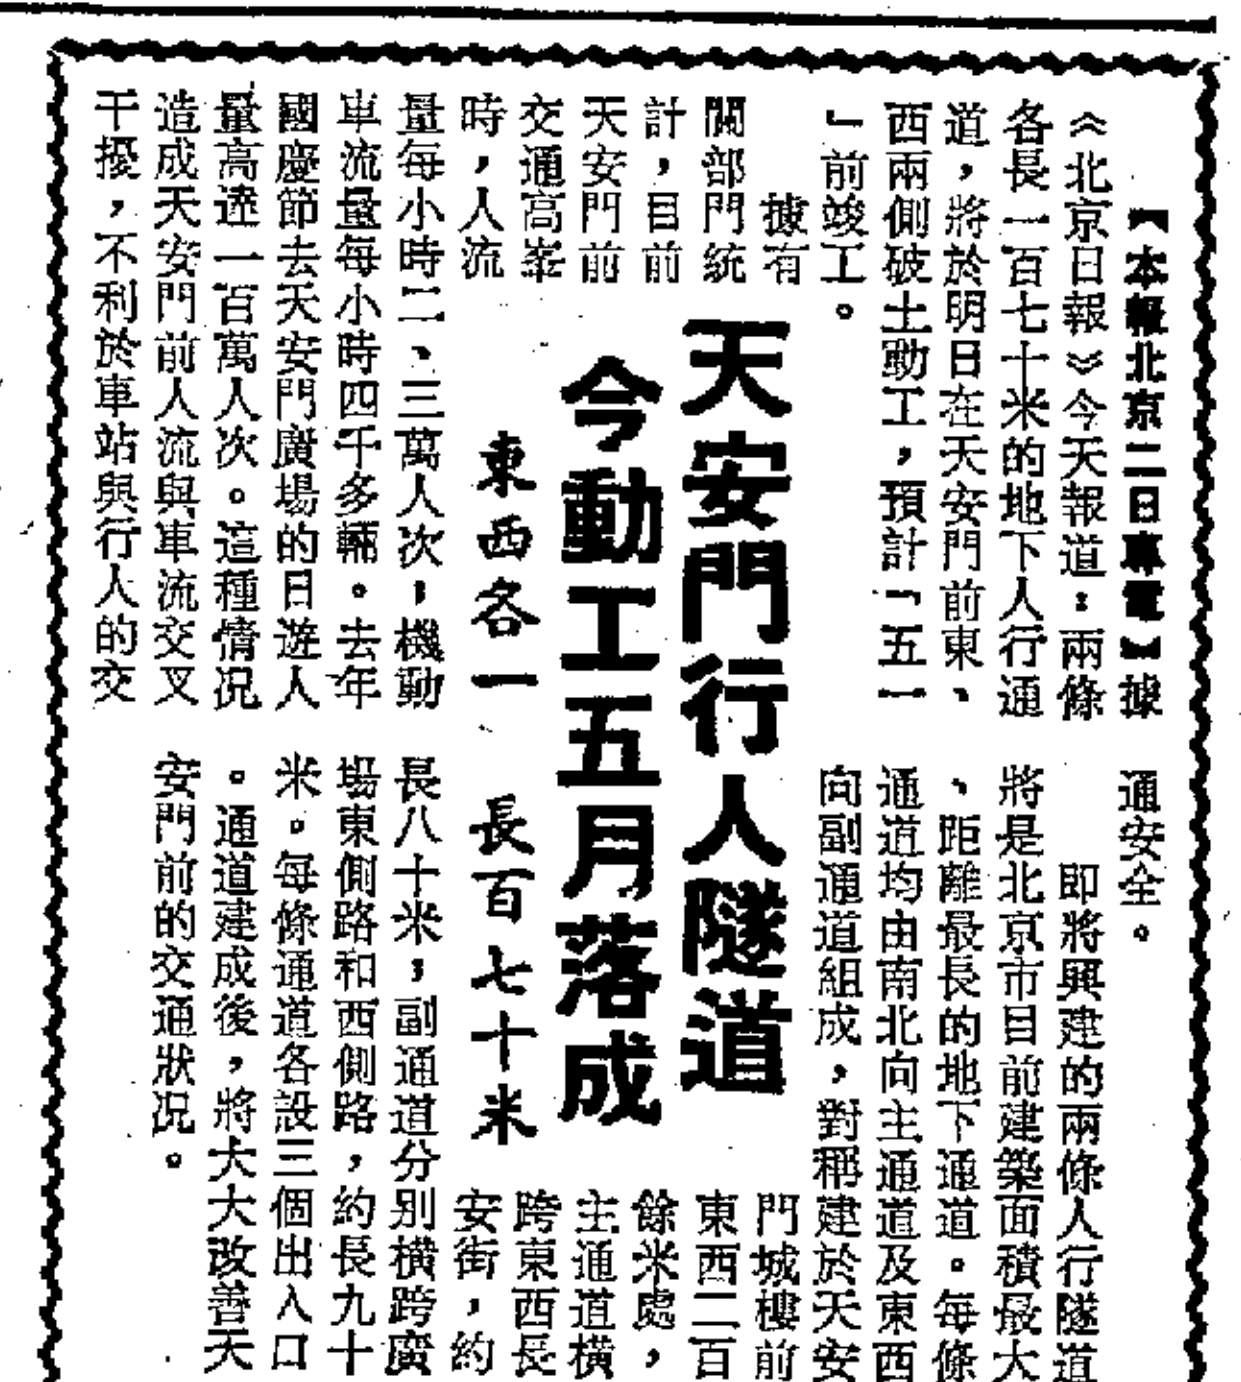 天安門行人隧道
今動工五月落成
東西各一 長百七十米
【本報北京二日專電】據
《北京日報》今天報道：兩條
各長一百七十米的地下人行通
道，將於明日在天安門前東、
西兩側破土動工，預計「五一
」前竣工。
據有
關部門統
計，目前
天安門前
交通高峯
時，人流
量每小時二、三萬人次，機動
車流量每小時四千多輛。去年
國慶節去天安門廣場的日遊人
量高達一百萬人次。這種情况
造成天安門前人流與車流交叉
干擾，不利於車站與行人的交
通安全。
即將興建的兩條人行隧道
將是北京市目前建築面積最大
、距離最長的地下通道。每條
通道均由南北向主通道及東西
向副通道組成，對稱建於天安
門城樓前
東西二百
餘米處，
主通道橫
跨東西長
安街，約
長八十米，副通道分別橫跨廣
場東側路和西側路，約長九十
米。每條通道各設三個出入口
。通道建成後，將大大改善天
安門前的交通狀况。